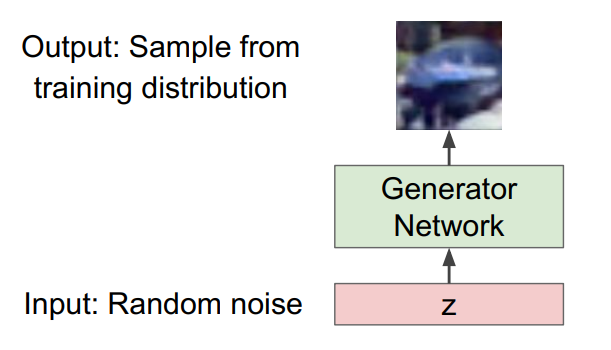 Output: Sample from
training distribution
Generator
Network
Input: Random noise
z